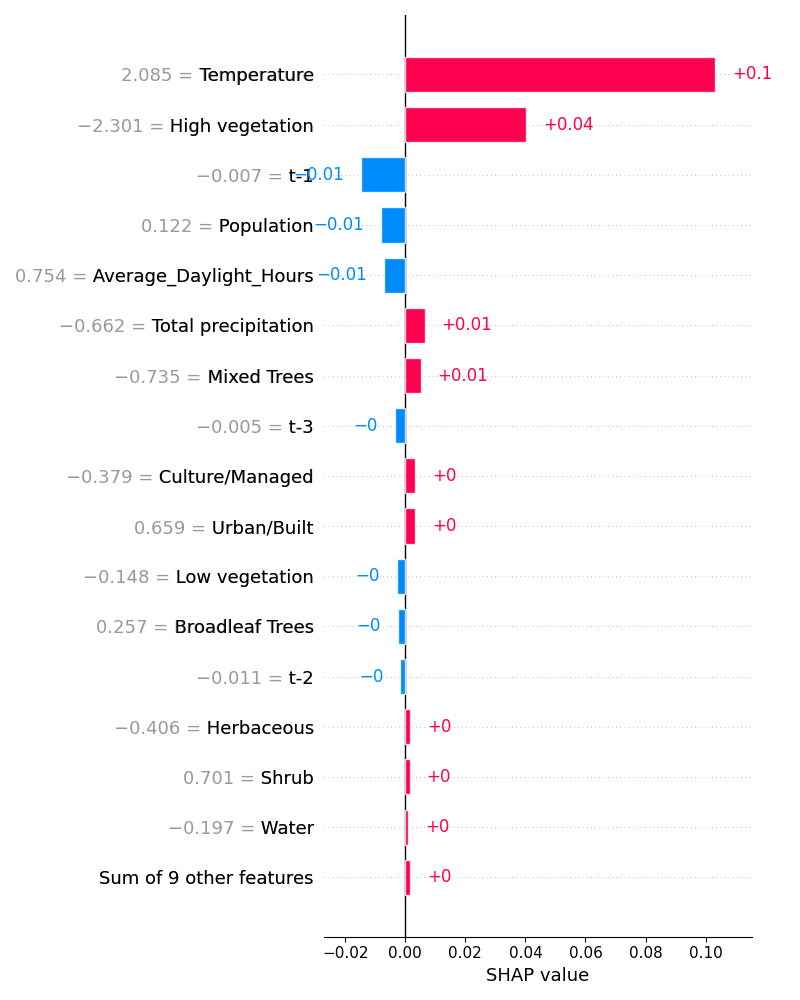 2.085 = Temperature +0.1
−2.301 = High vegetation +0.04
−0.007 = t-1 −0.01
0.122 = Population −0.01
0.754 = Average_Daylight_Hours −0.01
−0.662 = Total precipitation +0.01
−0.735 = Mixed Trees +0.01
−0.005 = t-3 −0
−0.379 = Culture/Managed +0
0.659 = Urban/Built +0
−0.148 = Low vegetation −0
0.257 = Broadleaf Trees −0
−0.011 = t-2 −0
−0.406 = Herbaceous +0
0.701 = Shrub +0
−0.197 = Water +0
Sum of 9 other features +0
−0.02 0.00 0.02 0.04 0.06 0.08 0.10
SHAP value